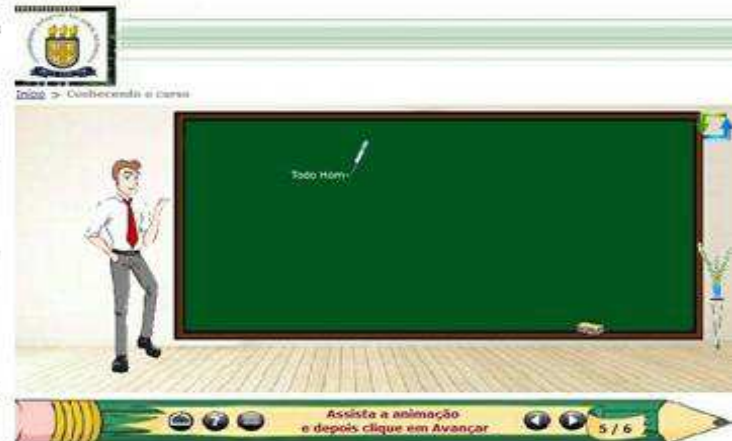 Início > Conhecendo o curso
Todo Hom
Assista a animação
e depois clique em Avançar
5 / 6